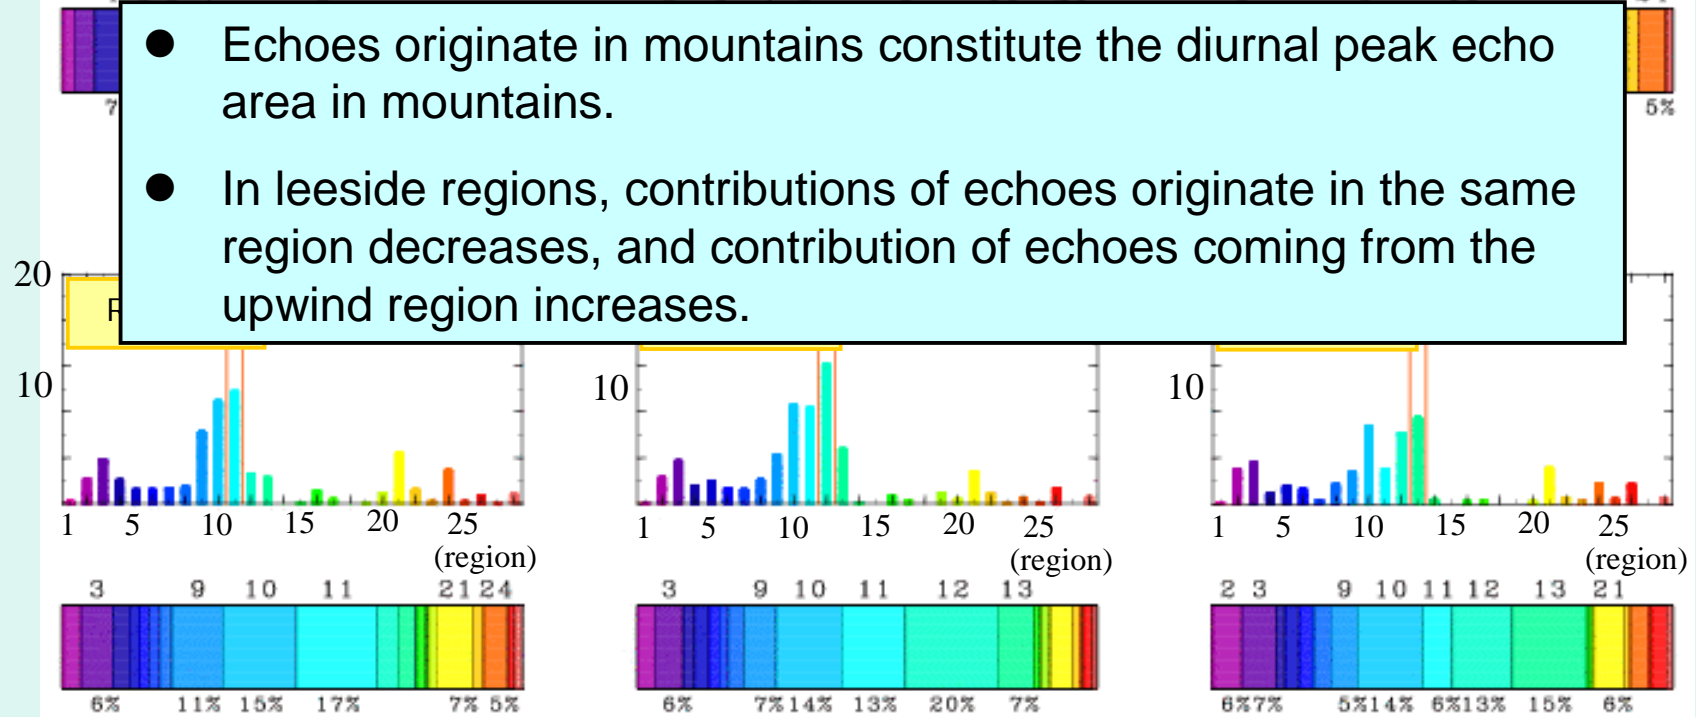 ● Echoes originate in mountains constitute the diurnal peak echo
area in mountains.
● In leeside regions, contributions of echoes originate in the same
region decreases, and contribution of echoes coming from the
upwind region increases.
7
5%
20
10 10 10
1 5 10 15 20 25 1 5 10 15 20 25 1 5 10 15 20 25
(region) (region) (region)
3 9 10 11 21 24 3 9 10 11 12 13 2 3 9 10 11 12 13 21
6% 11% 15% 17% 7% 5% 6% 7% 14% 13% 20% 7% 6% 7% 5% 14% 6% 13% 15% 6%